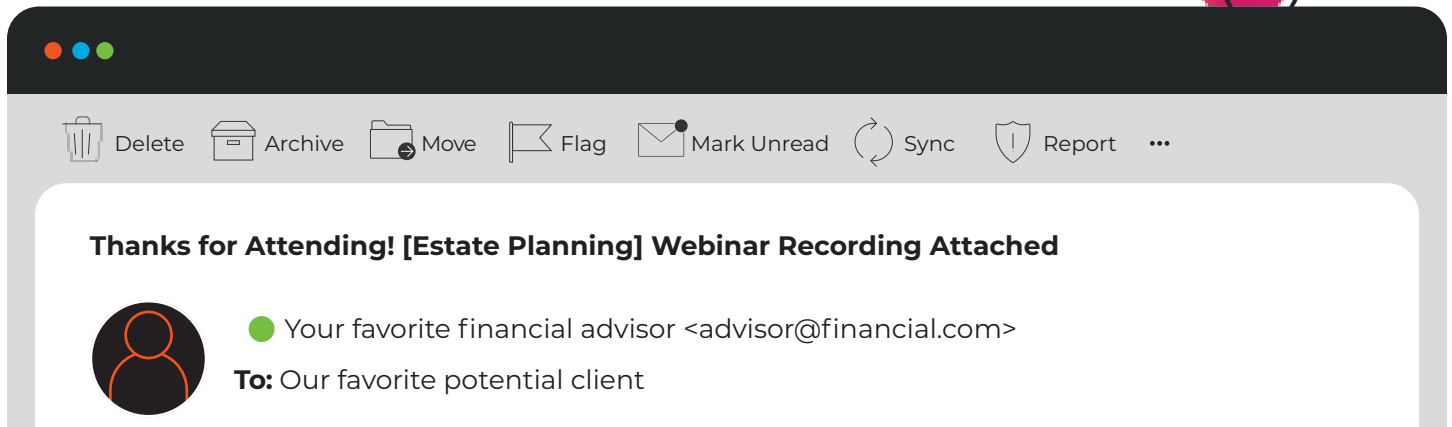 Delete Archive Move Flag Mark Unread Sync Report ...
Thanks for Attending! [Estate Planning] Webinar Recording Attached
Your favorite financial advisor <advisor@financial.com>
To: Our favorite potential client